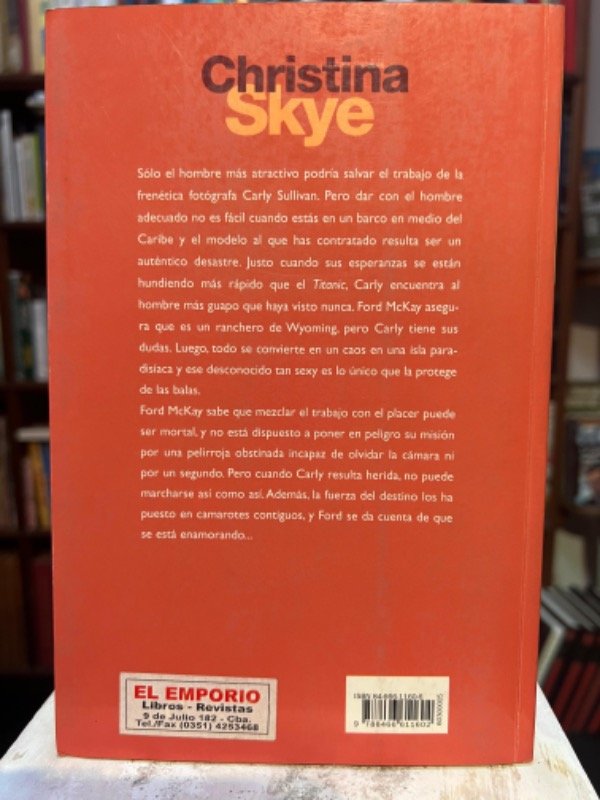 Christina
Skye
Sólo el hombre más atractivo podría salvar el trabajo de la
frenética fotógrafa Carly Sullivan. Pero dar con el hombre
adecuado no es fácil cuando estás en un barco en medio del
Caribe y el modelo al que has contratado resulta ser un
auténtico desastre. Justo cuando sus esperanzas se están
hundiendo más rápido que el Titanic, Carly encuentra al
hombre más guapo que haya visto nunca. Ford McKay asegu-
ra que es un ranchero de Wyoming, pero Carly tiene sus
dudas. Luego, todo se convierte en un caos en una isla para-
disíaca y ese desconocido tan sexy es lo único que la protege
de las balas.
Ford McKay sabe que mezclar el trabajo con el placer puede
ser mortal, y no está dispuesto a poner en peligro su misión
por una pelirroja obstinada incapaz de olvidar la cámara ni
por un segundo. Pero cuando Carly resulta herida, no puede
marcharse así como así. Además, la fuerza del destino los ha
puesto en camarotes contiguos, y Ford se da cuenta de que
se está enamorando...
EL EMPORIO
Libros - Revistas
9 de Julio 182 - Cba.
Tel./Fax (0351) 4253468
ISBN 84-666-1160-6
9 788466 611602